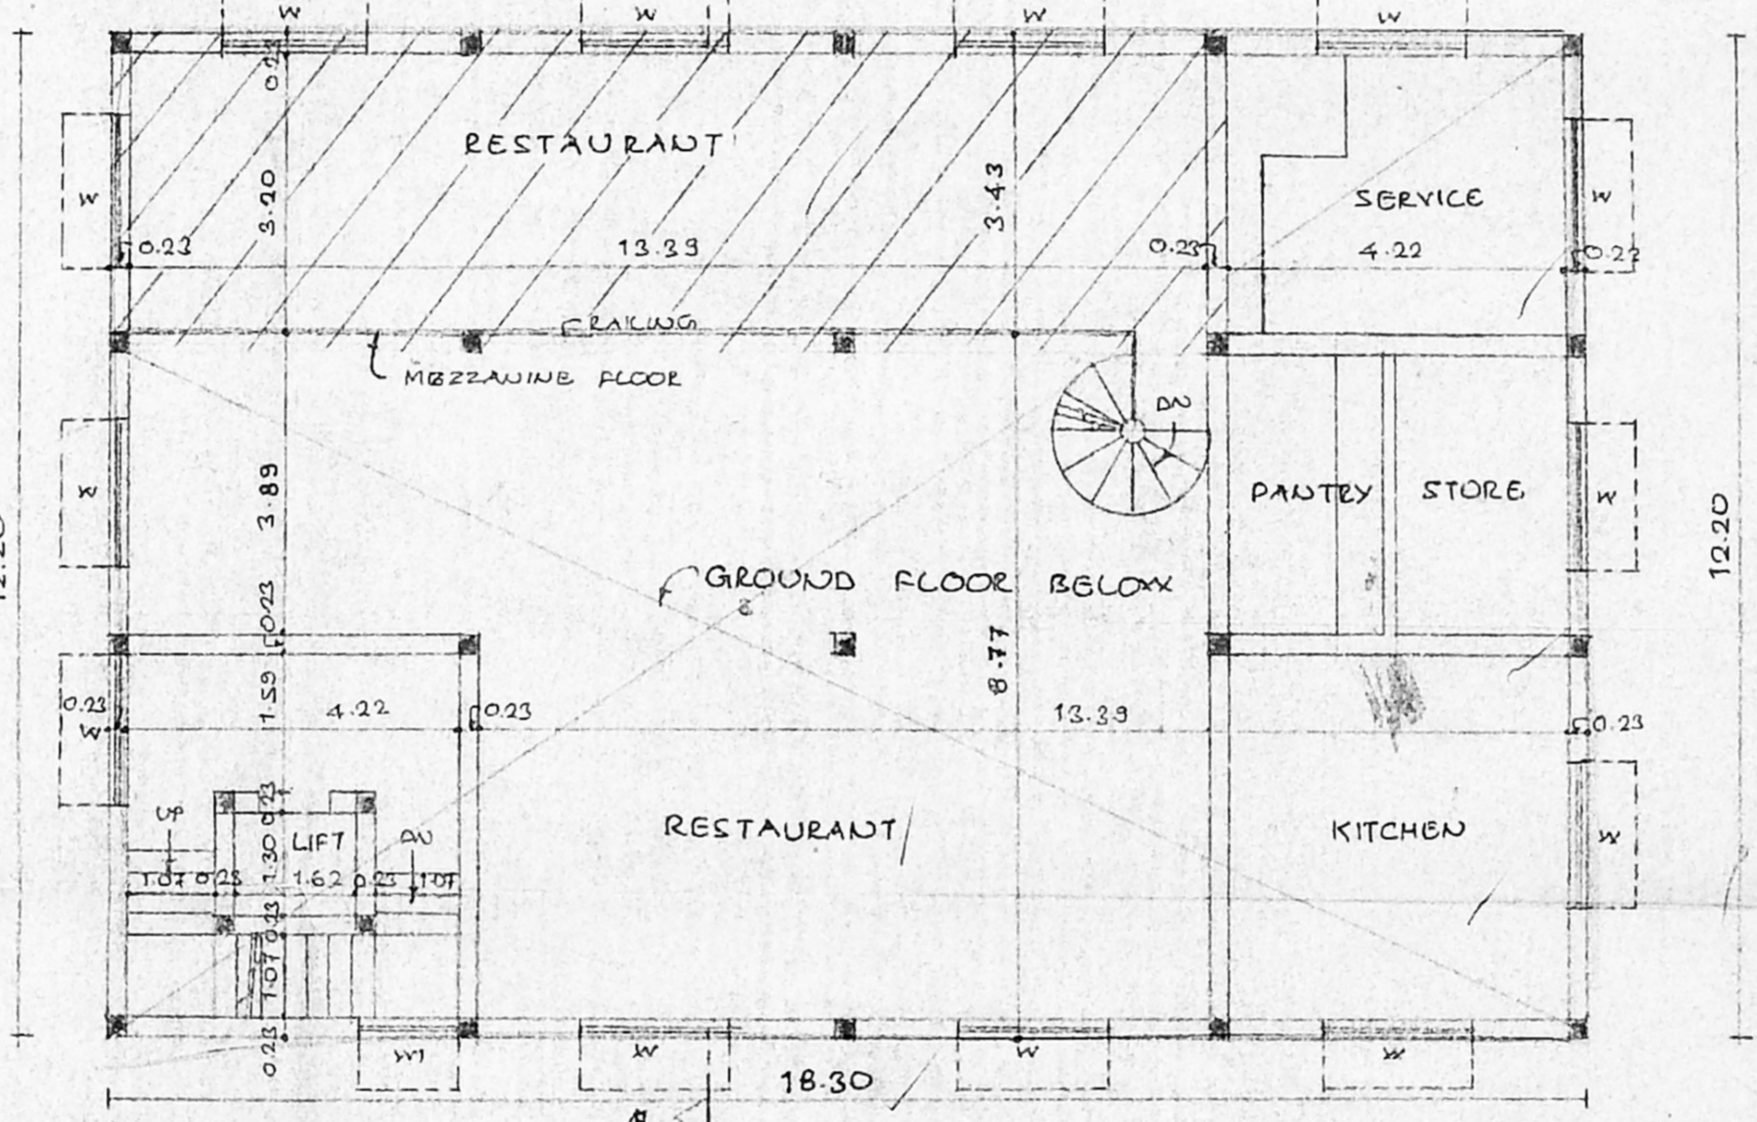 W W W W
0.23
RESTAURANT
W 3.20 3.43 SERVICE W
0.23 13.39 0.23 4.22 0.23
RAILING
MEZZANINE FLOOR
DN
W 3.89 PANTRY STORE W
12.20
GROUND FLOOR BELOW
0.23
8.77
0.23 1.59 4.22 0.23 13.39 0.23
W
UP 0.23
LIFT DN RESTAURANT KITCHEN W
1.30
1.07 0.23 1.62 0.23 1.07
0.23
1.07
0.23 W1 W W W
18.30